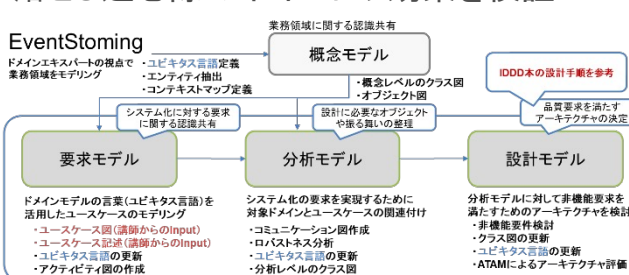 業務領域に関する認識共有
EventStoming
ドメインエキスパートの視点で
業務領域をモデリング
・ユビキタス言語定義
・エンティティ抽出
・コンテキストマップ定義
概念モデル
・概念レベルのクラス図
・オブジェクト図
IDDD本の設計手順を参考
システム化に対する要求
に関する認識共有
設計に必要なオブジェクト
や振る舞いの整理
品質要求を満たす
アーキテクチャの決定
要求モデル
分析モデル
設計モデル
ドメインモデルの言葉(ユビキタス言語)を
活用したユースケースのモデリング
・ユースケース図(講師からのInput)
・ユースケース記述(講師からのInput)
・ユビキタス言語の更新
・アクティビティ図の作成
システム化の要求を実現するために
対象ドメインとユースケースの関連付け
・コミュニケーション図作成
・ロバストネス分析
・ユビキタス言語の更新
・分析レベルのクラス図
分析モデルに対して非機能要求を
満たすためのアーキテクチャを検討
・非機能要件検討
・クラス図の更新
・ユビキタス言語の更新
・ATAMによるアーキテクチャ評価